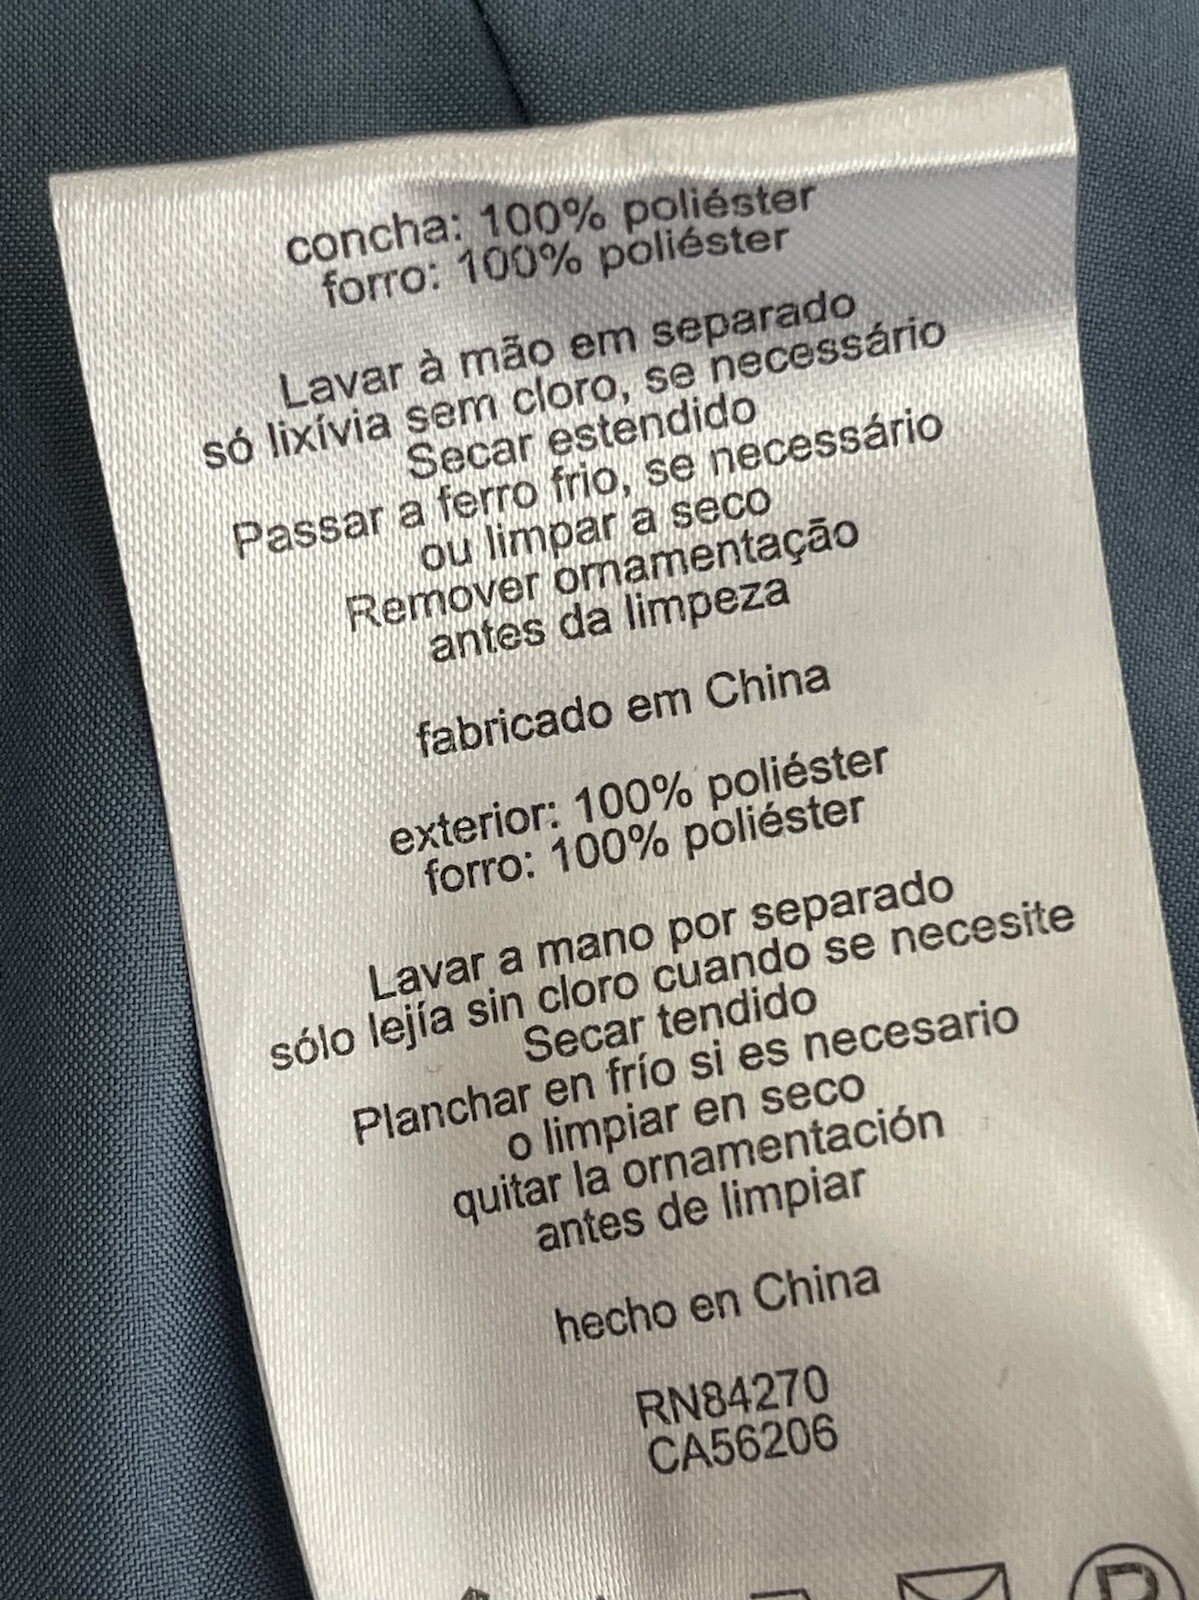 concha: 100% poliéster
forro: 100% poliéster
Lavar à mão em separado
só lixívia sem cloro, se necessário
Secar estendido
Passar a ferro frio, se necessário
ou limpar a seco
Remover ornamentação
antes da limpeza
fabricado em China
exterior: 100% poliéster
forro: 100% poliéster
Lavar a mano por separado
sólo lejía sin cloro cuando se necesite
Secar tendido
Planchar en frío si es necesario
o limpiar en seco
quitar la ornamentación
antes de limpiar
hecho en China
RN84270
CA56206
P